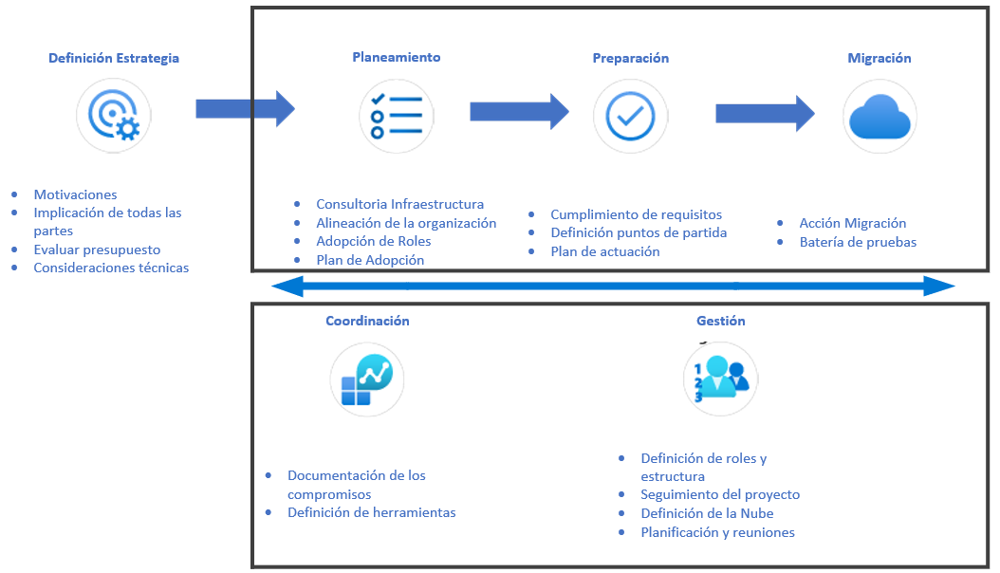 Definición Estrategia
Motivaciones
Implicación de todas las
partes
Evaluar presupuesto
Consideraciones técnicas
Planeamiento
Consultoria Infraestructura
Alineación de la organización
Adopción de Roles
Plan de Adopción
Preparación
Cumplimiento de requisitos
Definición puntos de partida
Plan de actuación
Migración
Acción Migración
Batería de pruebas
Coordinación
Documentación de los
compromisos
Definición de herramientas
Gestión
1
2
3
Definición de roles y
estructura
Seguimiento del proyecto
Definición de la Nube
Planificación y reuniones